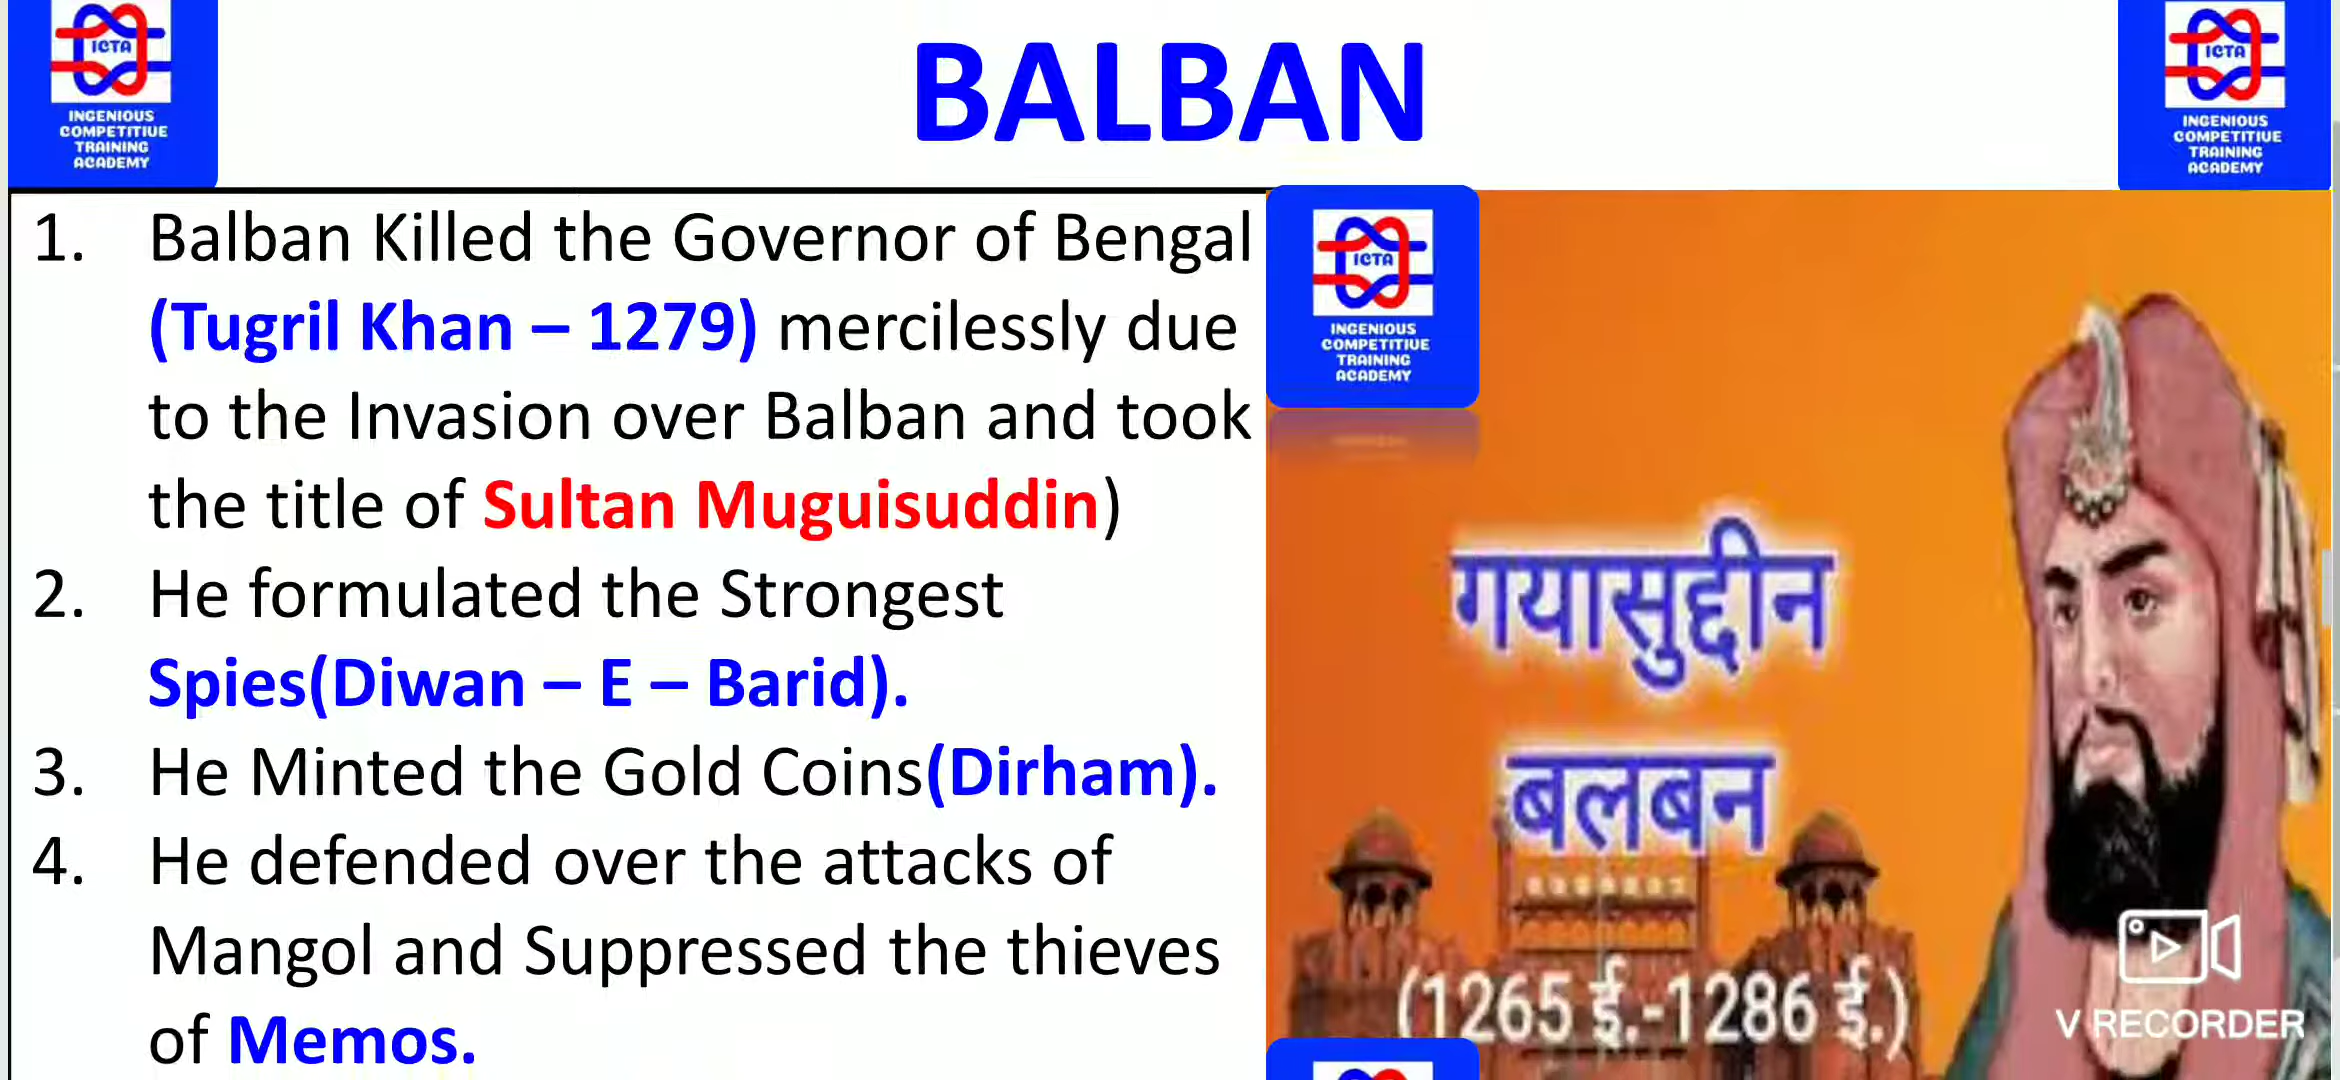 ICTA
INGENIOUS
COMPETITIUE
TRAINING
ACADEMY
BALBAN
ICTA
INGENIOUS
COMPETITIUE
TRAINING
ACADEMY
1. Balban Killed the Governor of Bengal
(Tugril Khan – 1279) mercilessly due
to the Invasion over Balban and took
the title of Sultan Muguisuddin)
2. He formulated the Strongest
Spies(Diwan – E – Barid).
3. He Minted the Gold Coins(Dirham).
4. He defended over the attacks of
Mangol and Suppressed the thieves
of Memos.
ICTA
INGENIOUS
COMPETITIUE
TRAINING
ACADEMY
गयासुद्दीन
बलबन
(1265 ई.-1286 ई.)
V RECORDER